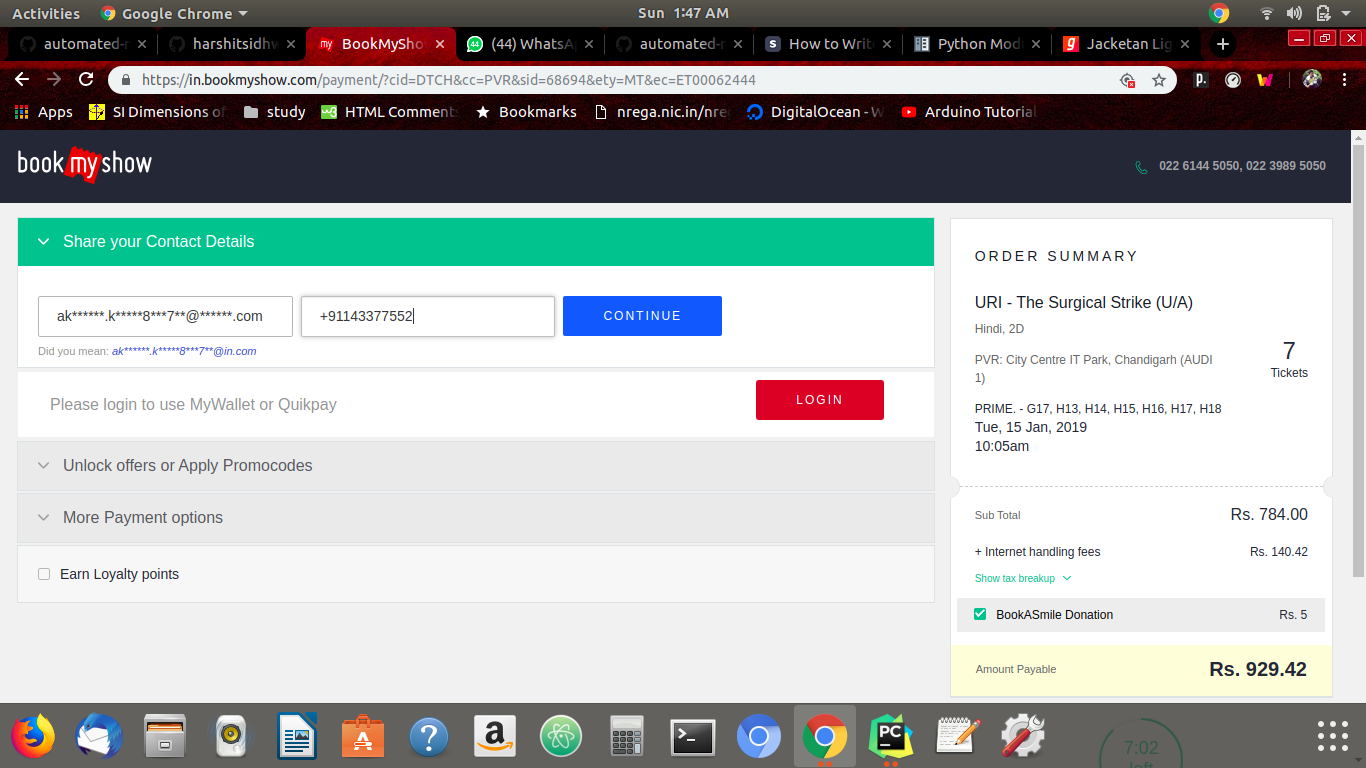 Activities
Google Chrome
Sun 1:47 AM
automated-r
harshitsidhw
BookMySho
(44) WhatsA
automated-r
How to Write
Python Mod
Jacketan Lig
https://in.bookmyshow.com/payment/?cid=DTCH&cc=PVR&sid=68694&ety=MT&ec=ET00062444
Apps
SI Dimensions of
study
HTML Comment
Bookmarks
nrega.nic.in/nre
DigitalOcean - W
Arduino Tutorial
book my show
022 6144 5050, 022 3989 5050
Share your Contact Details
ak******.k*****8***7**@******.com
+91143377552
CONTINUE
Did you mean: ak******.k*****8***7**@in.com
Please login to use MyWallet or Quikpay
LOGIN
Unlock offers or Apply Promocodes
More Payment options
Earn Loyalty points
ORDER SUMMARY
URI - The Surgical Strike (U/A)
Hindi, 2D
7
Tickets
PVR: City Centre IT Park, Chandigarh (AUDI
1)
PRIME. - G17, H13, H14, H15, H16, H17, H18
Tue, 15 Jan, 2019
10:05am
Sub Total
Rs. 784.00
+ Internet handling fees
Rs. 140.42
Show tax breakup
BookASmile Donation
Rs. 5
Amount Payable
Rs. 929.42
7:02
left